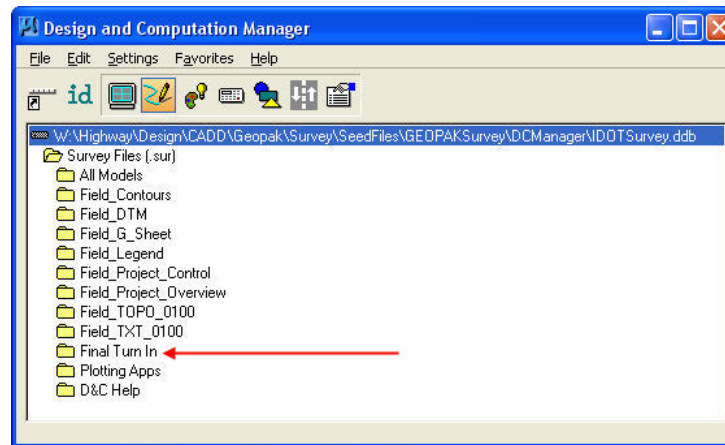 Design and Computation Manager
File Edit Settings Favorites Help
id
W:\Highway\Design\CADD\Geopak\Survey\SeedFiles\GEOPAKSurvey\DCManager\IDOTSurvey.ddb
Survey Files (.sur)
All Models
Field_Contours
Field_DTM
Field_G_Sheet
Field_Legend
Field_Project_Control
Field_Project_Overview
Field_TOPO_0100
Field_TXT_0100
Final Turn In
Plotting Apps
D&C Help